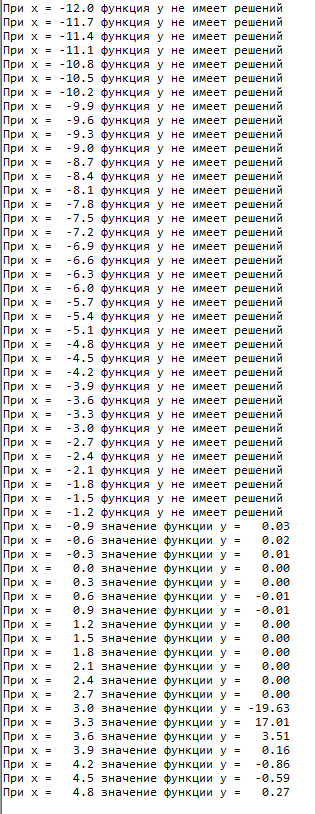 При x = -12.0 функция y не имеет решений
При x = -11.7 функция y не имеет решений
При x = -11.4 функция y не имеет решений
При x = -11.1 функция y не имеет решений
При x = -10.8 функция y не имеет решений
При x = -10.5 функция y не имеет решений
При x = -10.2 функция y не имеет решений
При x =  -9.9 функция y не имеет решений
При x =  -9.6 функция y не имеет решений
При x =  -9.3 функция y не имеет решений
При x =  -9.0 функция y не имеет решений
При x =  -8.7 функция y не имеет решений
При x =  -8.4 функция y не имеет решений
При x =  -8.1 функция y не имеет решений
При x =  -7.8 функция y не имеет решений
При x =  -7.5 функция y не имеет решений
При x =  -7.2 функция y не имеет решений
При x =  -6.9 функция y не имеет решений
При x =  -6.6 функция y не имеет решений
При x =  -6.3 функция y не имеет решений
При x =  -6.0 функция y не имеет решений
При x =  -5.7 функция y не имеет решений
При x =  -5.4 функция y не имеет решений
При x =  -5.1 функция y не имеет решений
При x =  -4.8 функция y не имеет решений
При x =  -4.5 функция y не имеет решений
При x =  -4.2 функция y не имеет решений
При x =  -3.9 функция y не имеет решений
При x =  -3.6 функция y не имеет решений
При x =  -3.3 функция y не имеет решений
При x =  -3.0 функция y не имеет решений
При x =  -2.7 функция y не имеет решений
При x =  -2.4 функция y не имеет решений
При x =  -2.1 функция y не имеет решений
При x =  -1.8 функция y не имеет решений
При x =  -1.5 функция y не имеет решений
При x =  -1.2 функция y не имеет решений
При x =  -0.9 значение функции y =   0.03
При x =  -0.6 значение функции y =   0.02
При x =  -0.3 значение функции y =   0.01
При x =   0.0 значение функции y =   0.00
При x =   0.3 значение функции y =   0.00
При x =   0.6 значение функции y =  -0.01
При x =   0.9 значение функции y =  -0.01
При x =   1.2 значение функции y =   0.00
При x =   1.5 значение функции y =   0.00
При x =   1.8 значение функции y =   0.00
При x =   2.1 значение функции y =   0.00
При x =   2.4 значение функции y =   0.00
При x =   2.7 значение функции y =   0.00
При x =   3.0 значение функции y = -19.63
При x =   3.3 значение функции y =  17.01
При x =   3.6 значение функции y =   3.51
При x =   3.9 значение функции y =   0.16
При x =   4.2 значение функции y =  -0.86
При x =   4.5 значение функции y =  -0.59
При x =   4.8 значение функции y =   0.27